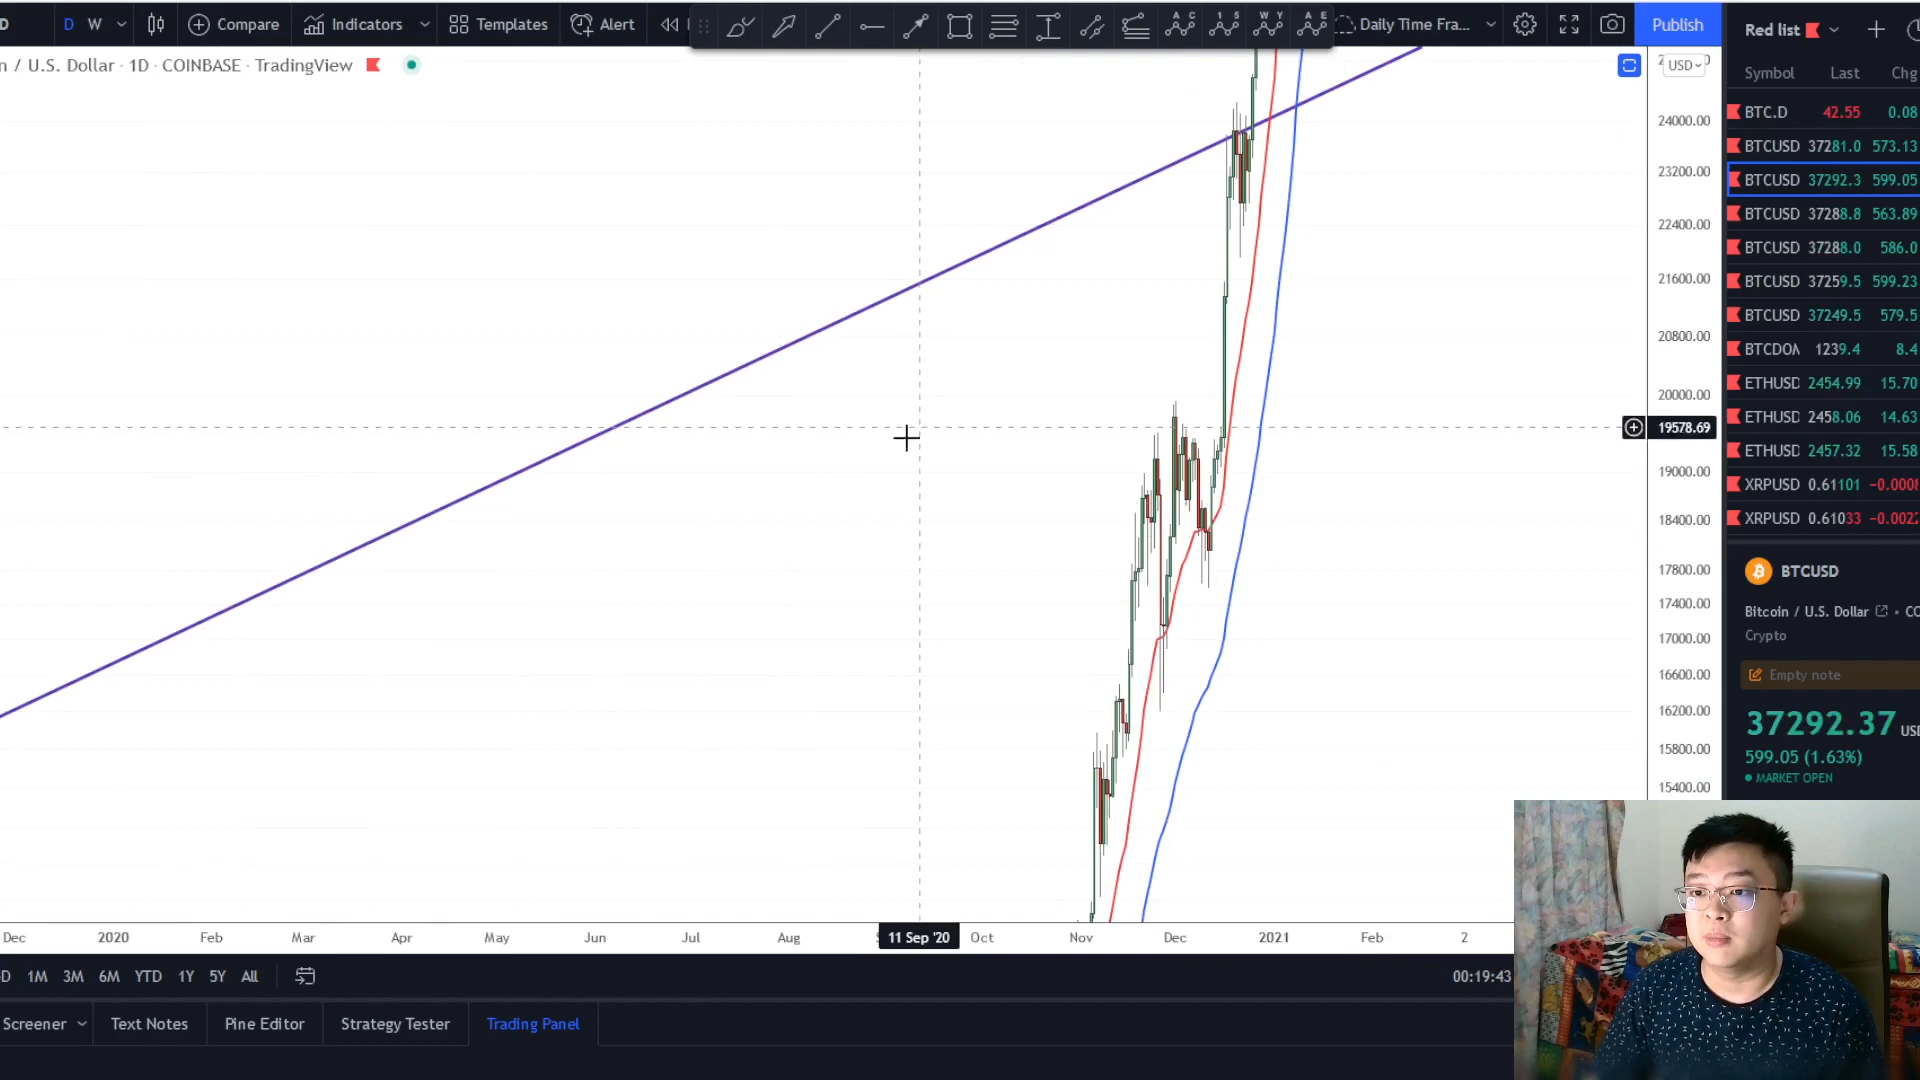 D
D W Compare Indicators Templates Alert
A C 1 5 W Y A E
Daily Time Fra... Publish
n / U.S. Dollar · 1D · COINBASE · TradingView
USD
24000.00
23200.00
22400.00
21600.00
20800.00
20000.00
19578.69
19000.00
18400.00
17800.00
17400.00
17000.00
16600.00
16200.00
15800.00
15400.00
Dec 2020 Feb Mar Apr May Jun Jul Aug 11 Sep '20 Oct Nov Dec 2021 Feb 2
D 1M 3M 6M YTD 1Y 5Y All
00:19:43
Screener Text Notes Pine Editor Strategy Tester Trading Panel
Red list
Symbol Last Chg
BTC.D 42.55 0.08
BTCUSD 37281.0 573.13
BTCUSD 37292.3 599.05
BTCUSD 37288.8 563.89
BTCUSD 37288.0 586.0
BTCUSD 37259.5 599.23
BTCUSD 37249.5 579.5
BTCDOM 1239.4 8.4
ETHUSD 2454.99 15.70
ETHUSD 2458.06 14.63
ETHUSD 2457.32 15.58
XRPUSD 0.61101 -0.000
XRPUSD 0.61033 -0.002
BTCUSD
Bitcoin / U.S. Dollar • CO
Crypto
Empty note
37292.37 USD
599.05 (1.63%)
MARKET OPEN